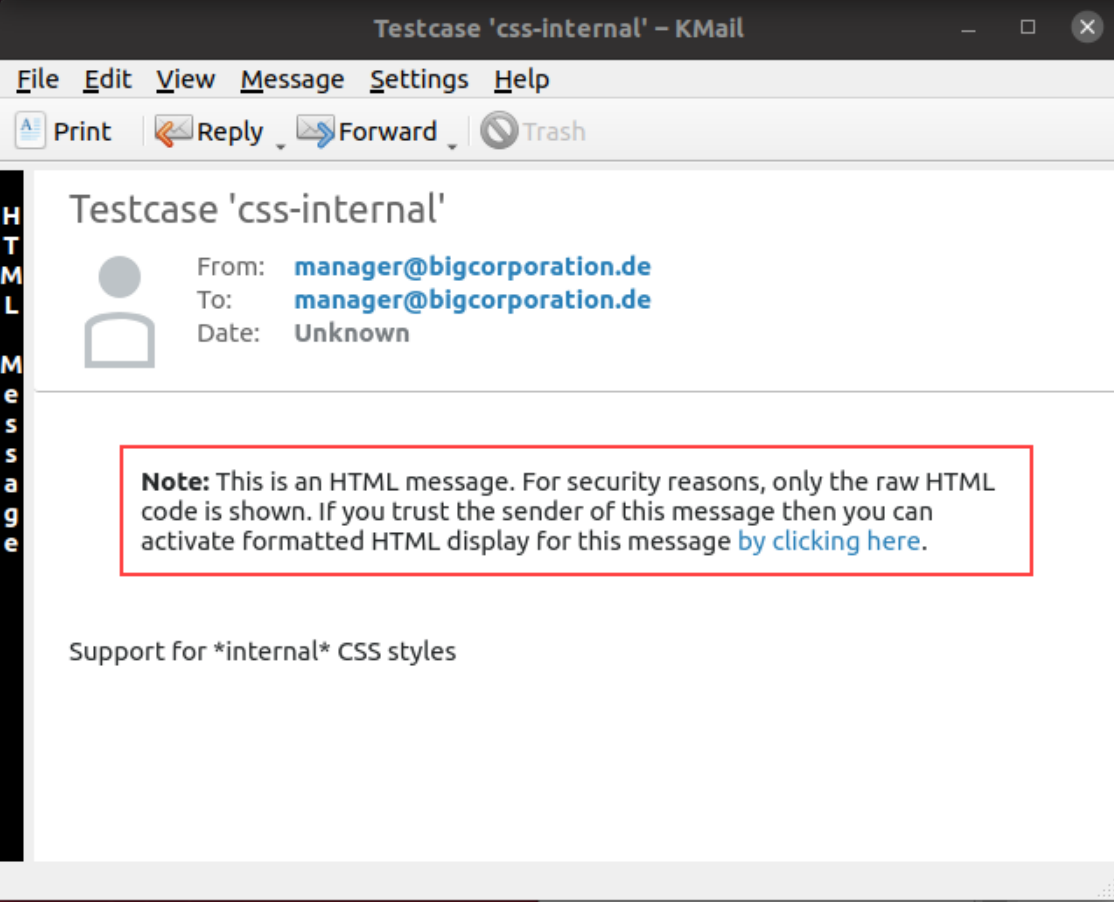 Testcase 'css-internal' – KMail
File Edit View Message Settings Help
Print Reply Forward Trash
HTML Message
Testcase 'css-internal'
From: manager@bigcorporation.de
To: manager@bigcorporation.de
Date: Unknown
Note: This is an HTML message. For security reasons, only the raw HTML
code is shown. If you trust the sender of this message then you can
activate formatted HTML display for this message by clicking here.
Support for *internal* CSS styles